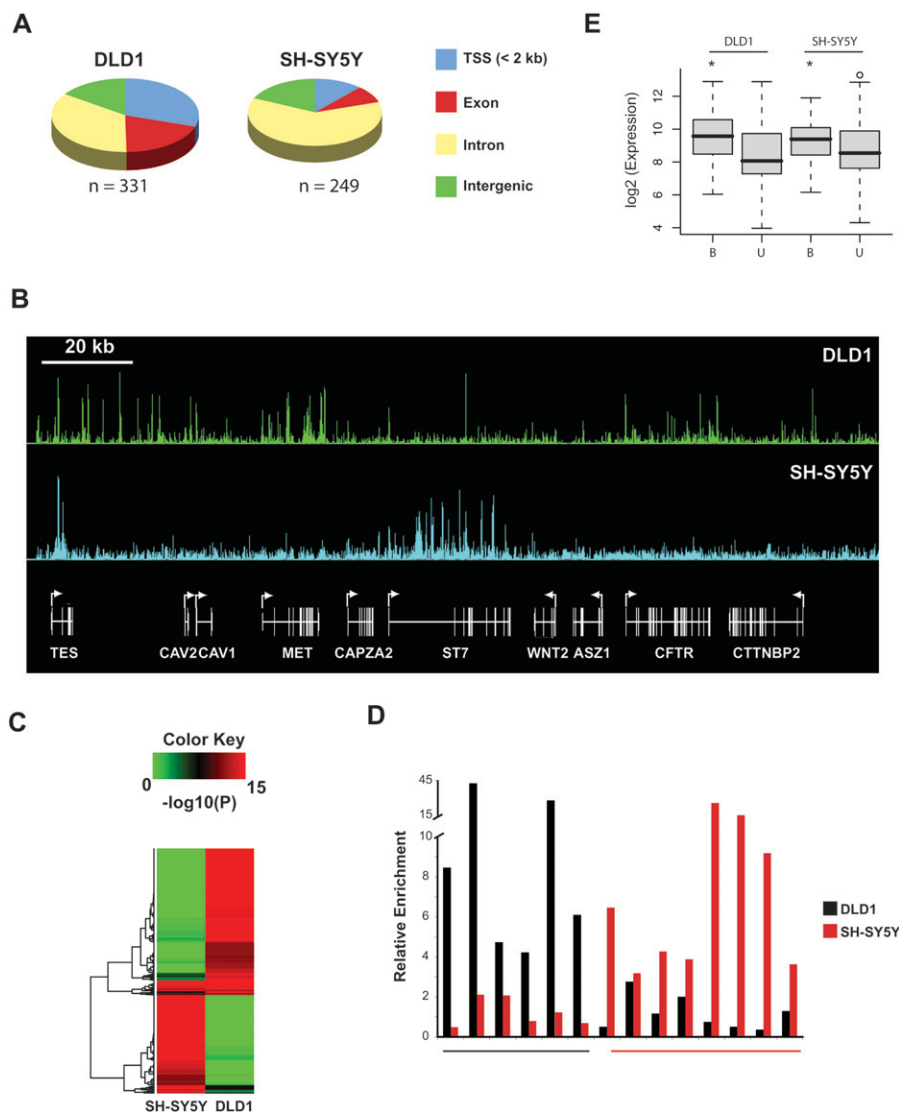 A
DLD1
SH-SY5Y
n = 331
n = 249
TSS (< 2 kb)
Exon
Intron
Intergenic
E
DLD1
SH-SY5Y
*
*
log2 (Expression)
12
10
8
6
4
B
U
B
U
B
20 kb
DLD1
SH-SY5Y
TES
CAV2 CAV1
MET
CAPZA2
ST7
WNT2 ASZ1
CFTR
CTTNBP2
C
Color Key
0
15
-log10(P)
SH-SY5Y DLD1
D
Relative Enrichment
45
15
10
8
6
4
2
0
DLD1
SH-SY5Y